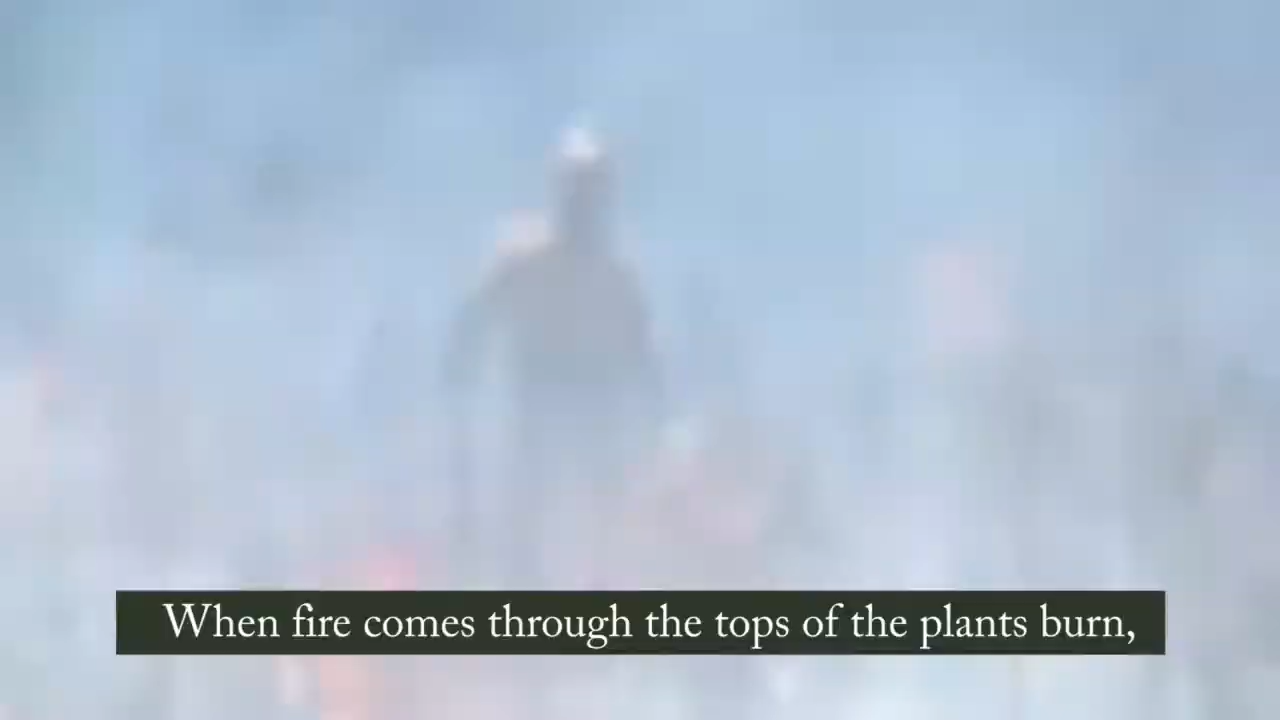 When fire comes through the tops of the plants burn,